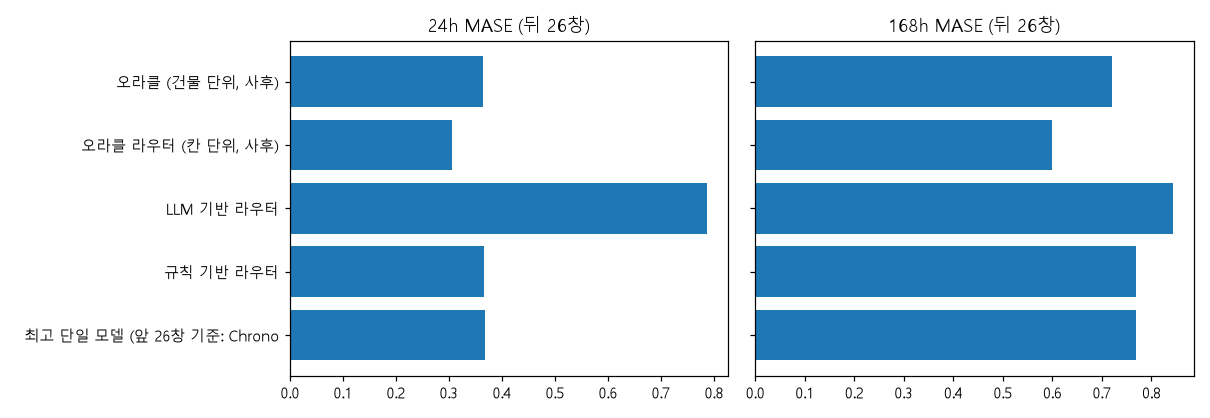 24h MASE (뒤 26창)
168h MASE (뒤 26창)
오라클 (건물 단위, 사후)
오라클 라우터 (칸 단위, 사후)
LLM 기반 라우터
규칙 기반 라우터
최고 단일 모델 (앞 26창 기준: Chrono
0.0 0.1 0.2 0.3 0.4 0.5 0.6 0.7 0.8
0.0 0.1 0.2 0.3 0.4 0.5 0.6 0.7 0.8